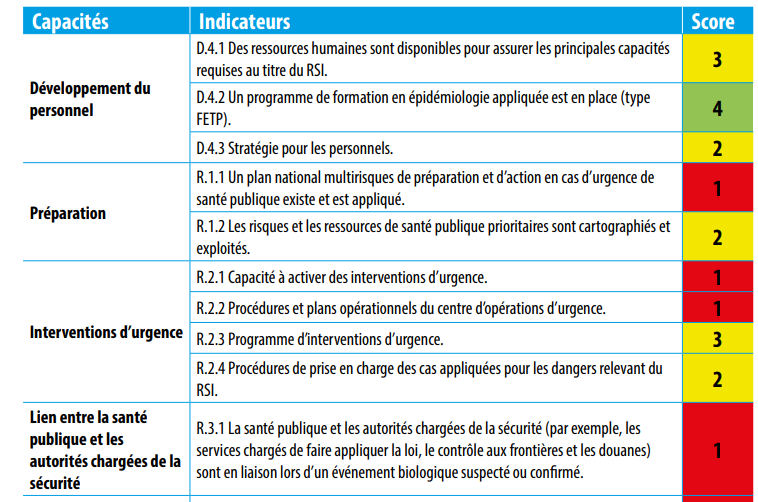 Capacités Indicateurs Score
Développement du
personnel
D.4.1 Des ressources humaines sont disponibles pour assurer les principales capacités
requises au titre du RSI.
3
D.4.2 Un programme de formation en épidémiologie appliquée est en place (type
FETP).
4
D.4.3 Stratégie pour les personnels.
2
Préparation
R.1.1 Un plan national multirisques de préparation et d’action en cas d’urgence de
santé publique existe et est appliqué.
1
R.1.2 Les risques et les ressources de santé publique prioritaires sont cartographiés et
exploités.
2
Interventions d’urgence
R.2.1 Capacité à activer des interventions d’urgence.
1
R.2.2 Procédures et plans opérationnels du centre d’opérations d’urgence.
1
R.2.3 Programme d’interventions d’urgence.
3
R.2.4 Procédures de prise en charge des cas appliquées pour les dangers relevant du
RSI.
2
Lien entre la santé
publique et les
autorités chargées de la
sécurité
R.3.1 La santé publique et les autorités chargées de la sécurité (par exemple, les
services chargés de faire appliquer la loi, le contrôle aux frontières et les douanes)
sont en liaison lors d’un événement biologique suspecté ou confirmé.
1